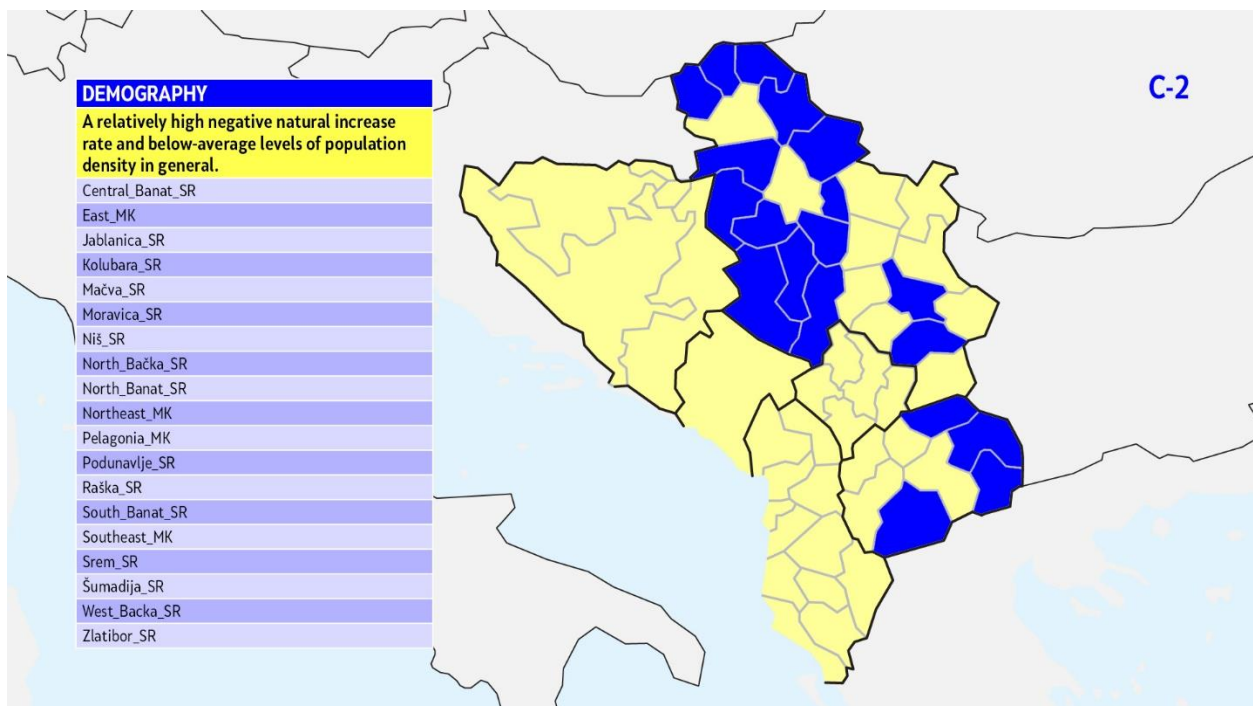 DEMOGRAPHY
A relatively high negative natural increase
rate and below-average levels of population
density in general.
Central_Banat_SR
East_MK
Jablanica_SR
Kolubara_SR
Mačva_SR
Moravica_SR
Niš_SR
North_Bačka_SR
North_Banat_SR
Northeast_MK
Pelagonia_MK
Podunavlje_SR
Raška_SR
South_Banat_SR
Southeast_MK
Srem_SR
Šumadija_SR
West_Backa_SR
Zlatibor_SR
C-2